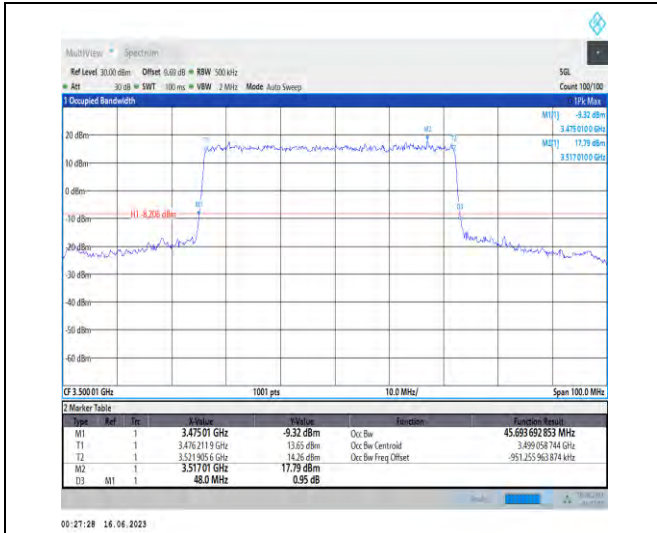 MultiView Spectrum
Ref Level 30.00 dBm Offset 0.60 dB RBW 500 kHz SGL
Att 30 dB SWT 100 ms VBW 2 MHz Mode Auto Sweep Count 100/100
1 Occupied Bandwidth 1Pk Max
M1[1] -9.32 dBm
3.475 010 0 GHz
M2[1] 17.79 dBm
3.517 010 0 GHz
M2
T1 T2
20 dBm
10 dBm
0 dBm
M1 D3
H1 -8.206 dBm
-10 dBm
-20 dBm
-30 dBm
-40 dBm
-50 dBm
-60 dBm
CF 3.500 01 GHz 1001 pts 10.0 MHz/ Span 100.0 MHz
2 Marker Table
Type Ref Trc X-Value Y-Value Function Function Result
M1 1 3.475 01 GHz -9.32 dBm Occ Bw 45.693 692 853 MHz
T1 1 3.476 211 9 GHz 13.65 dBm Occ Bw Centroid 3.499 058 744 GHz
T2 1 3.521 905 6 GHz 14.26 dBm Occ Bw Freq Offset -951.255 963 874 kHz
M2 1 3.517 01 GHz 17.79 dBm
D3 M1 1 48.0 MHz 0.95 dB
00:27:28 16.06.2023